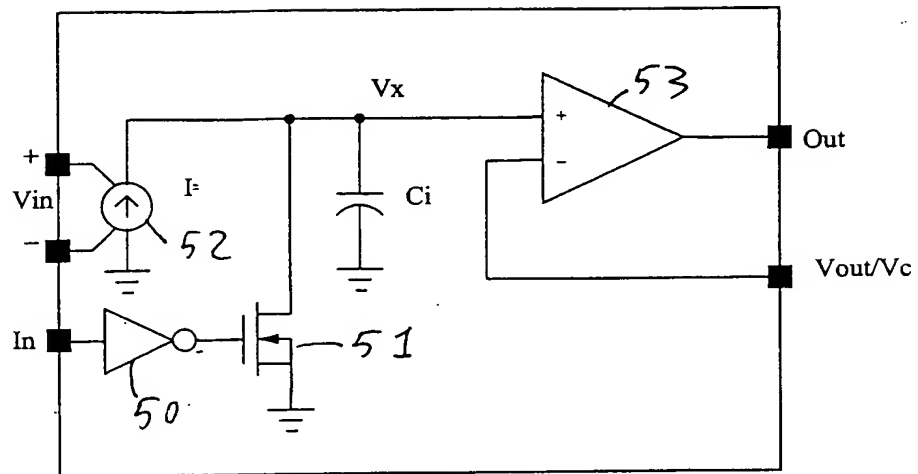 53
Vx
+
Out
+
-
Vin
I=
Ci
-
52
Vout/Vc
In
51
50